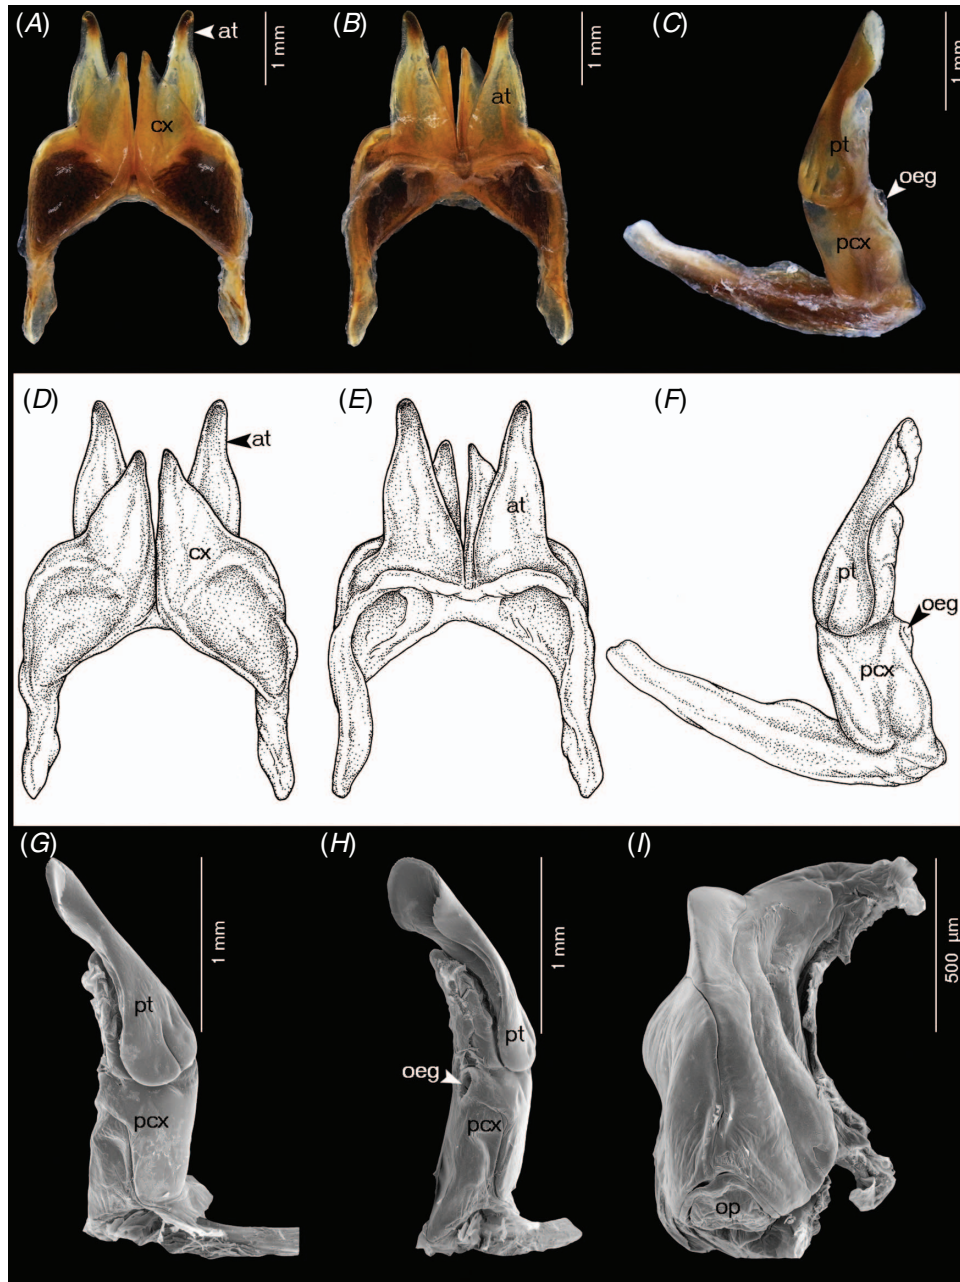 (A)
at
1 mm
cx
(B)
at
1 mm
(C)
1 mm
pt
oeg
pcx
(D)
at
cx
(E)
at
(F)
pt
oeg
pcx
(G)
1 mm
pt
pcx
(H)
1 mm
pt
oeg
pcx
(I)
500 µm
op